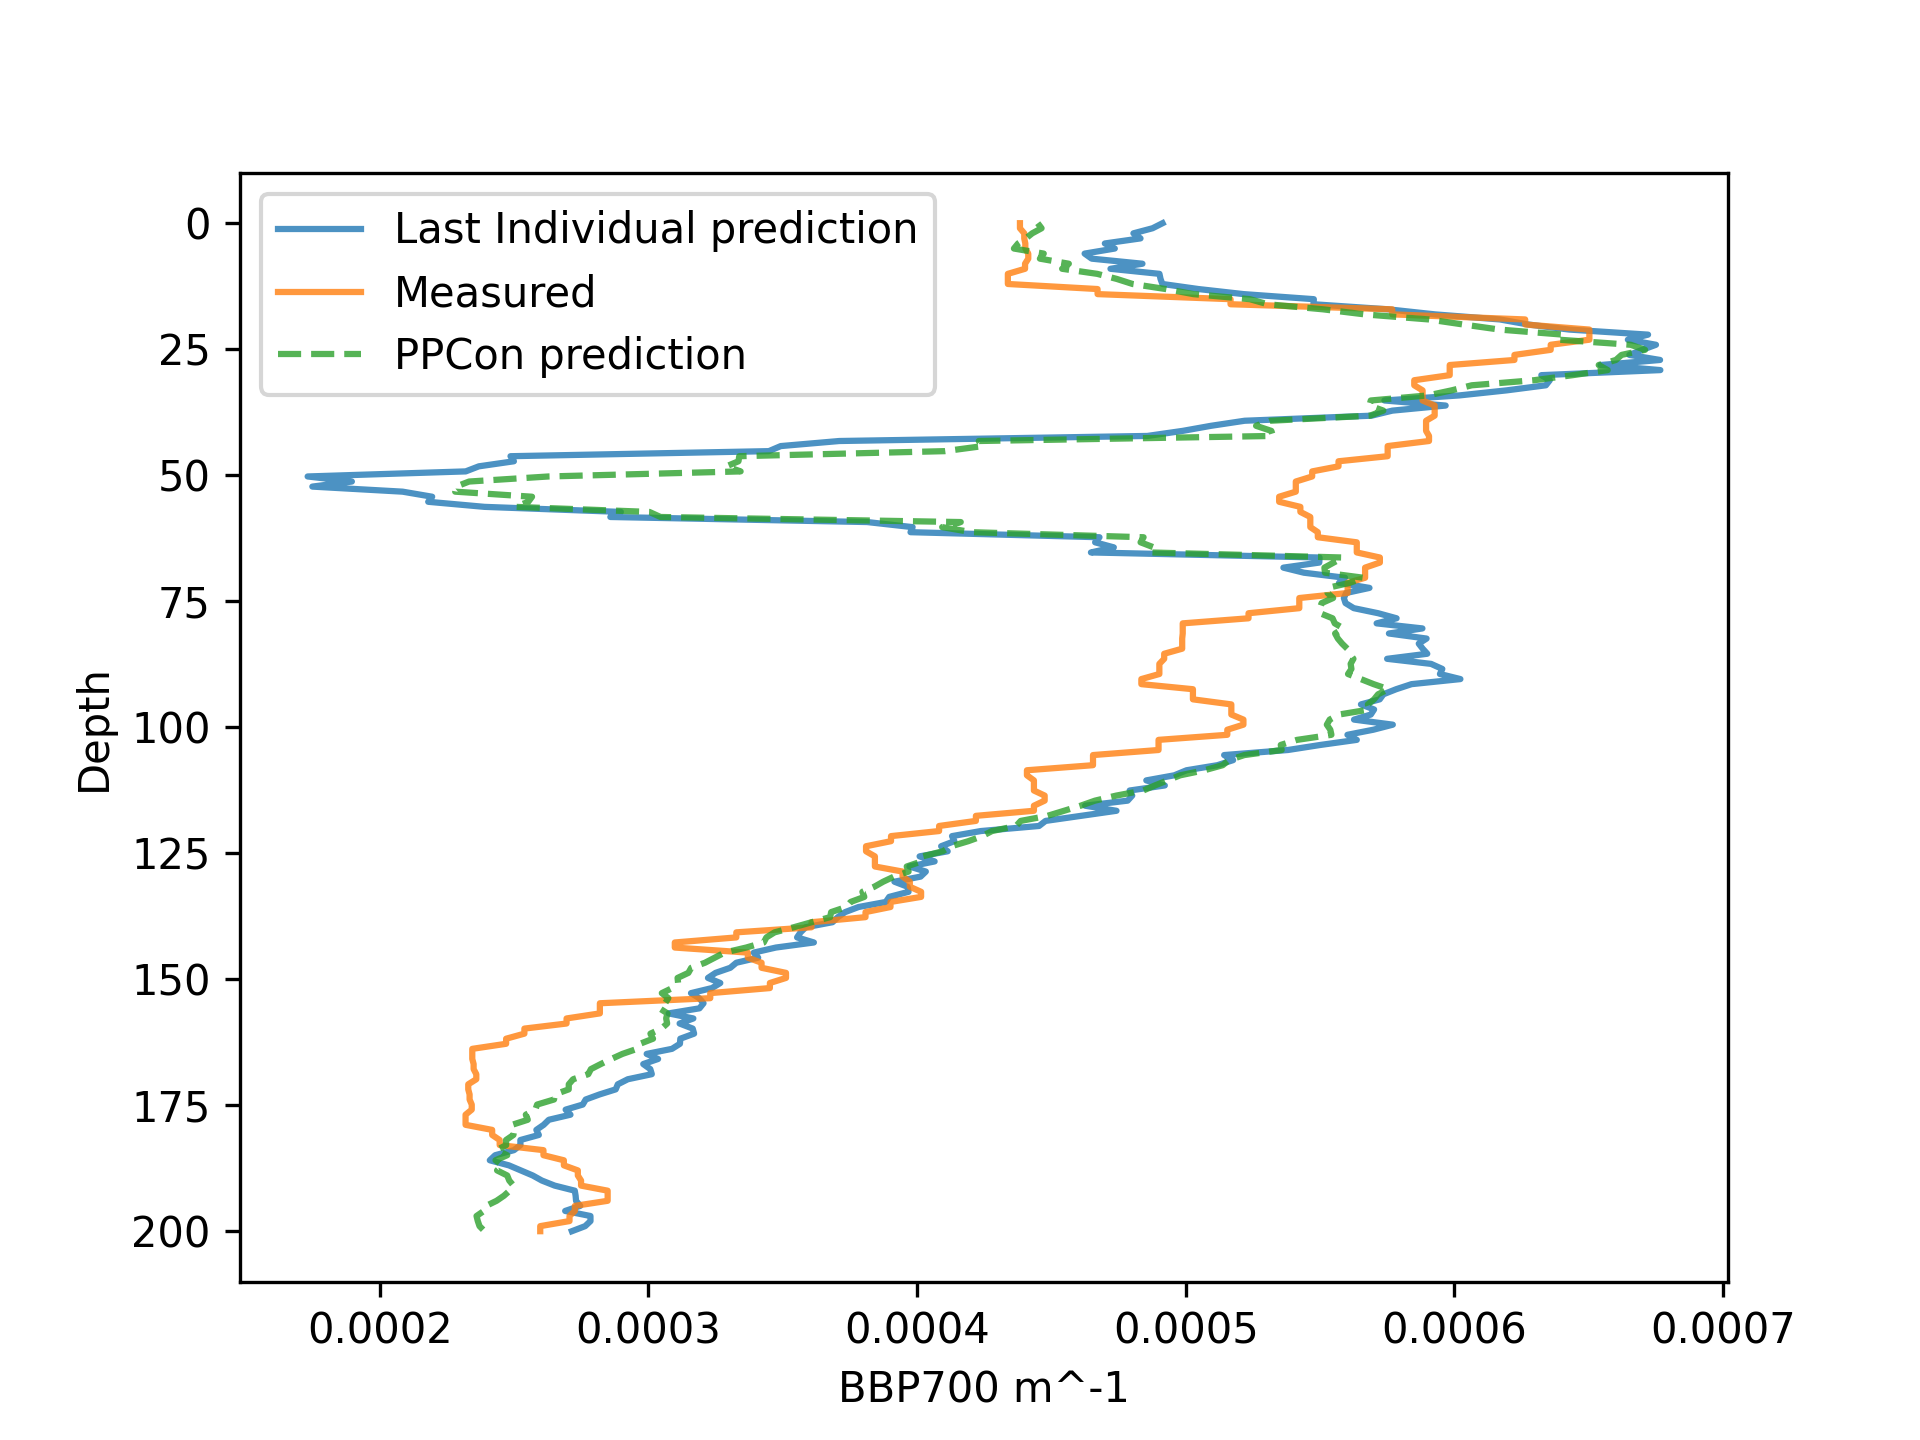 Last Individual prediction
Measured
PPCon prediction
0
25
50
75
100
125
150
175
200
Depth
0.0002 0.0003 0.0004 0.0005 0.0006 0.0007
BBP700 m^-1